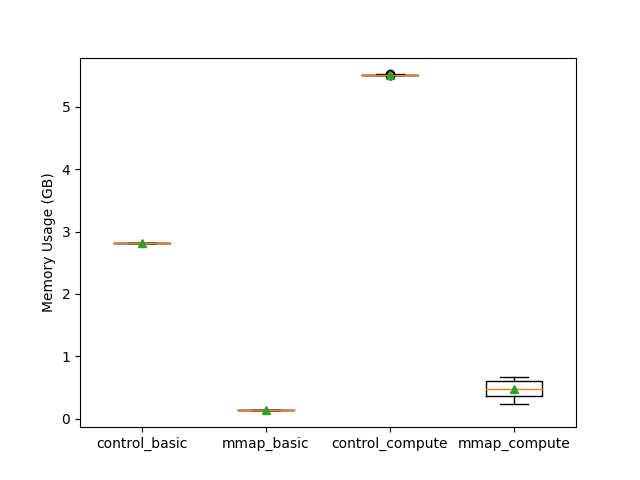 Memory Usage (GB)
5
4
3
2
1
0
control_basic
mmap_basic
control_compute
mmap_compute